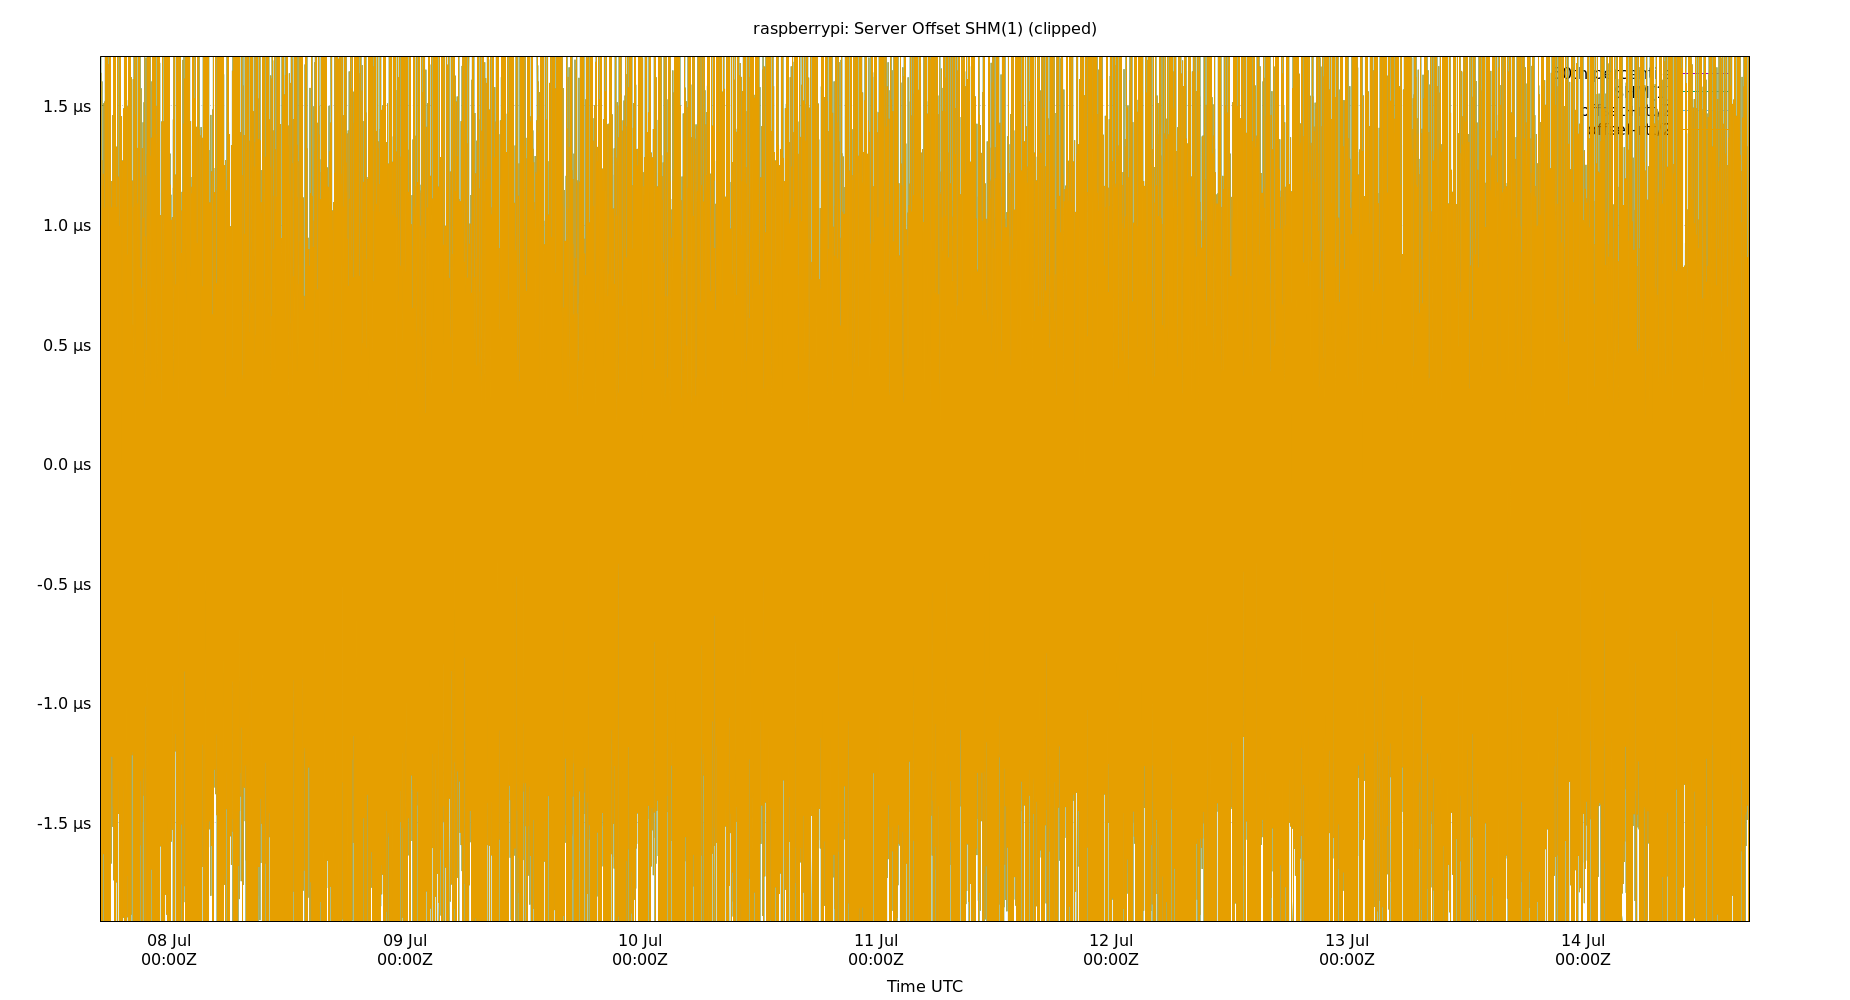 raspberrypi: Server Offset SHM(1) (clipped)
1.5 µs
1.0 µs
0.5 µs
0.0 µs
-0.5 µs
-1.0 µs
-1.5 µs
08 Jul 09 Jul 10 Jul 11 Jul 12 Jul 13 Jul 14 Jul
00:00Z 00:00Z 00:00Z 00:00Z 00:00Z 00:00Z 00:00Z
Time UTC